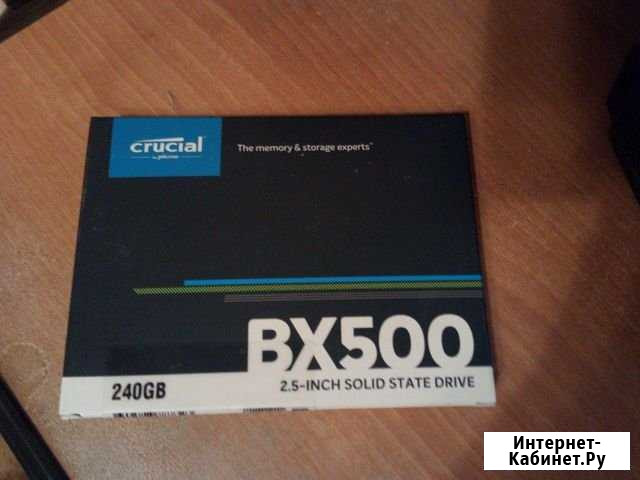 crucial
The memory & storage experts™
BX500
240GB
2.5-INCH SOLID STATE DRIVE
Интернет-
Кабинет.Ру